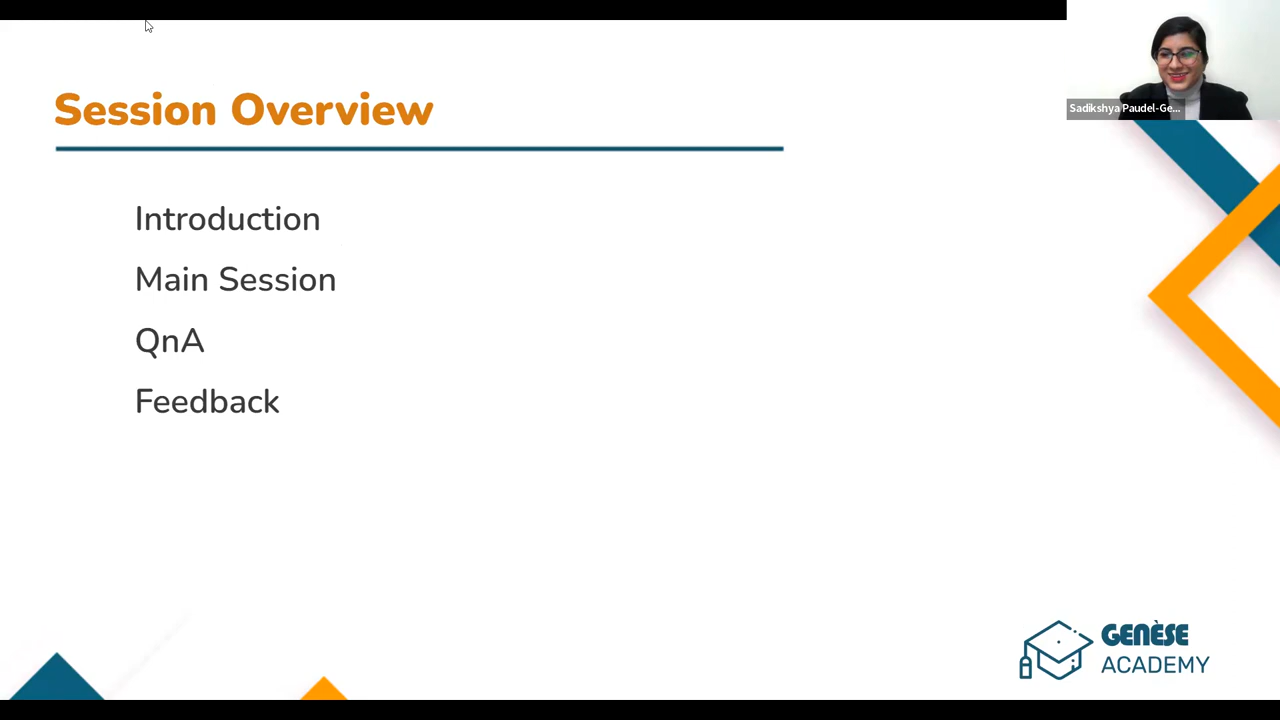 Session Overview
Sadikshya Paudel-Ge...
Introduction
Main Session
QnA
Feedback
GENÈSE
ACADEMY